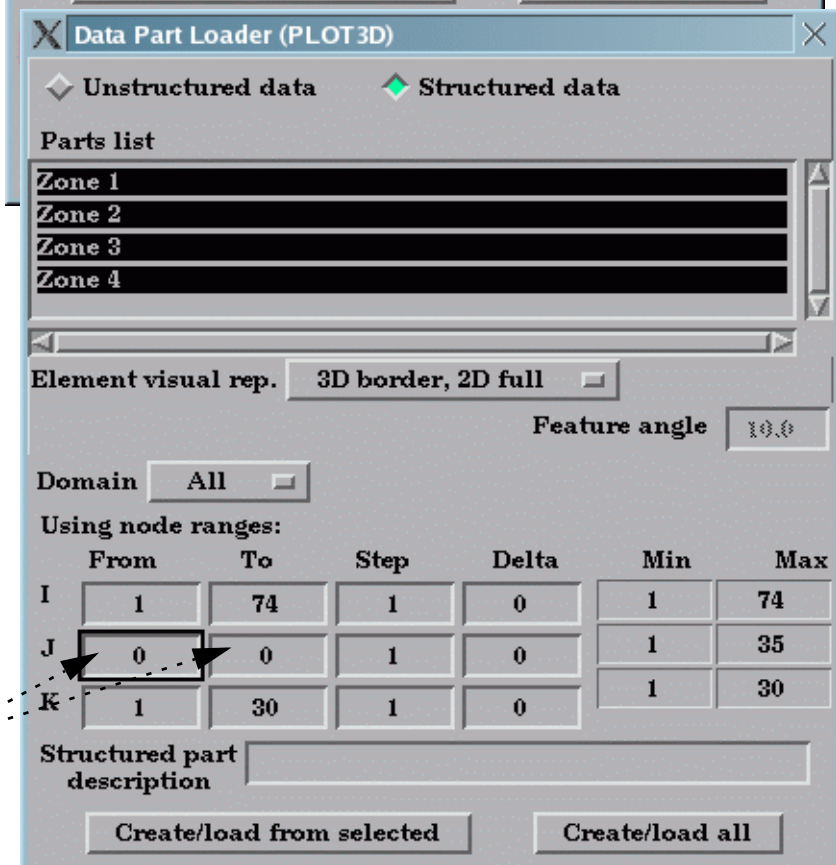 Data Part Loader (PLOT3D)
Unstructured data Structured data
Parts list
Zone 1
Zone 2
Zone 3
Zone 4
Element visual rep. 3D border, 2D full
Feature angle 10.0
Domain All
Using node ranges:
From To Step Delta Min Max
I 1 74 1 0 1 74
J 0 0 1 0 1 35
K 1 30 1 0 1 30
Structured part
description
Create/load from selected Create/load all